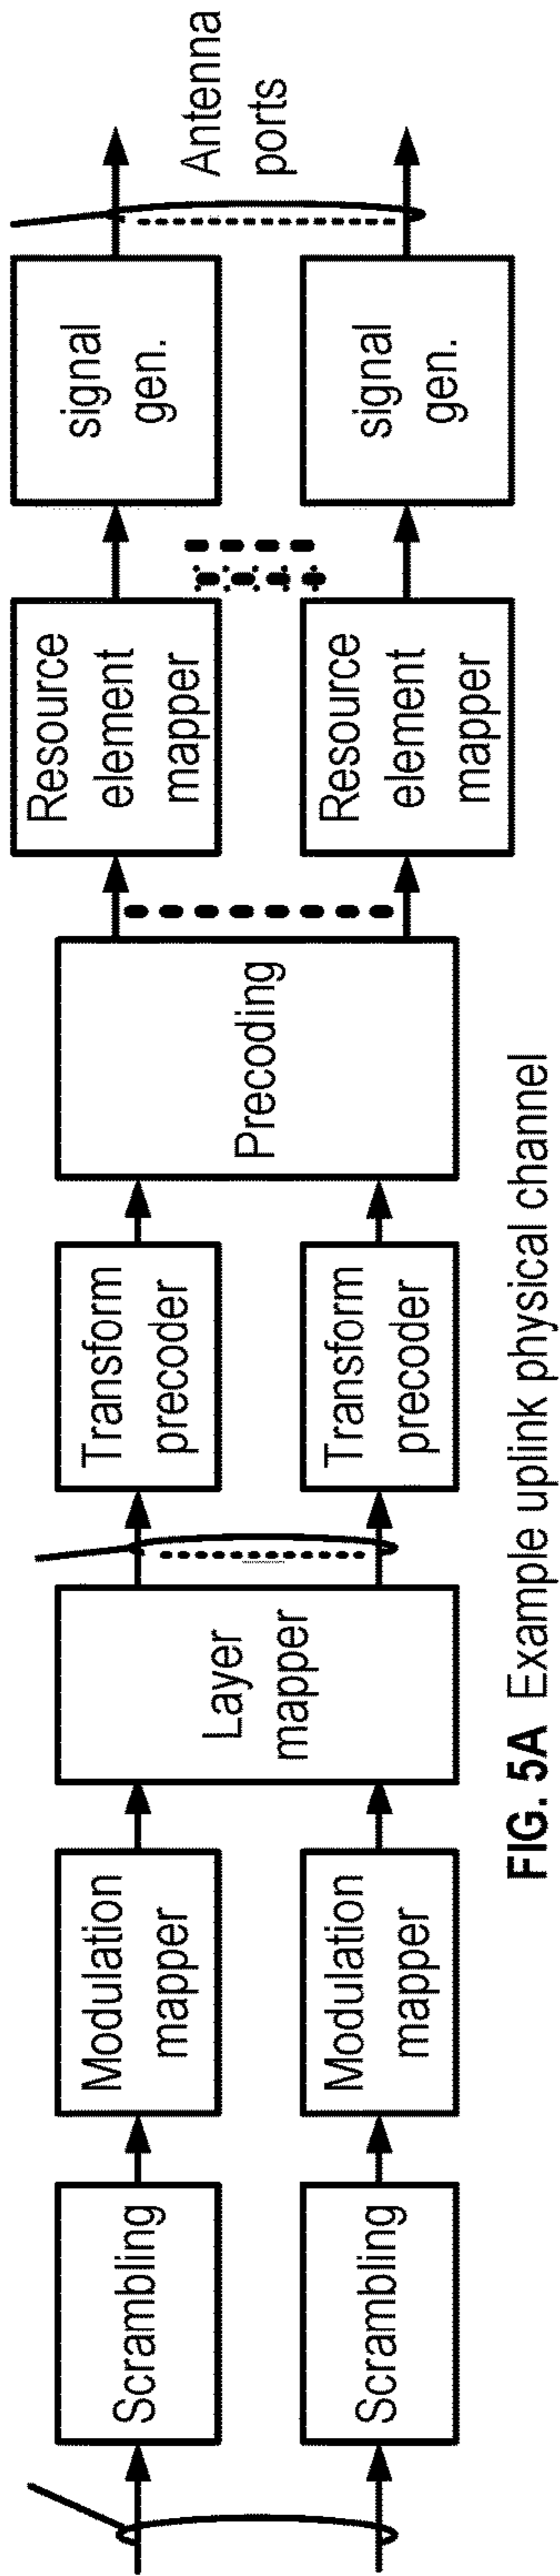 Scrambling
Modulation
mapper
Layer
mapper
Transform
precoder
Precoding
Resource
element
mapper
signal
gen.
Antenna
ports
Scrambling
Modulation
mapper
Transform
precoder
Resource
element
mapper
signal
gen.
FIG. 5A Example uplink physical channel